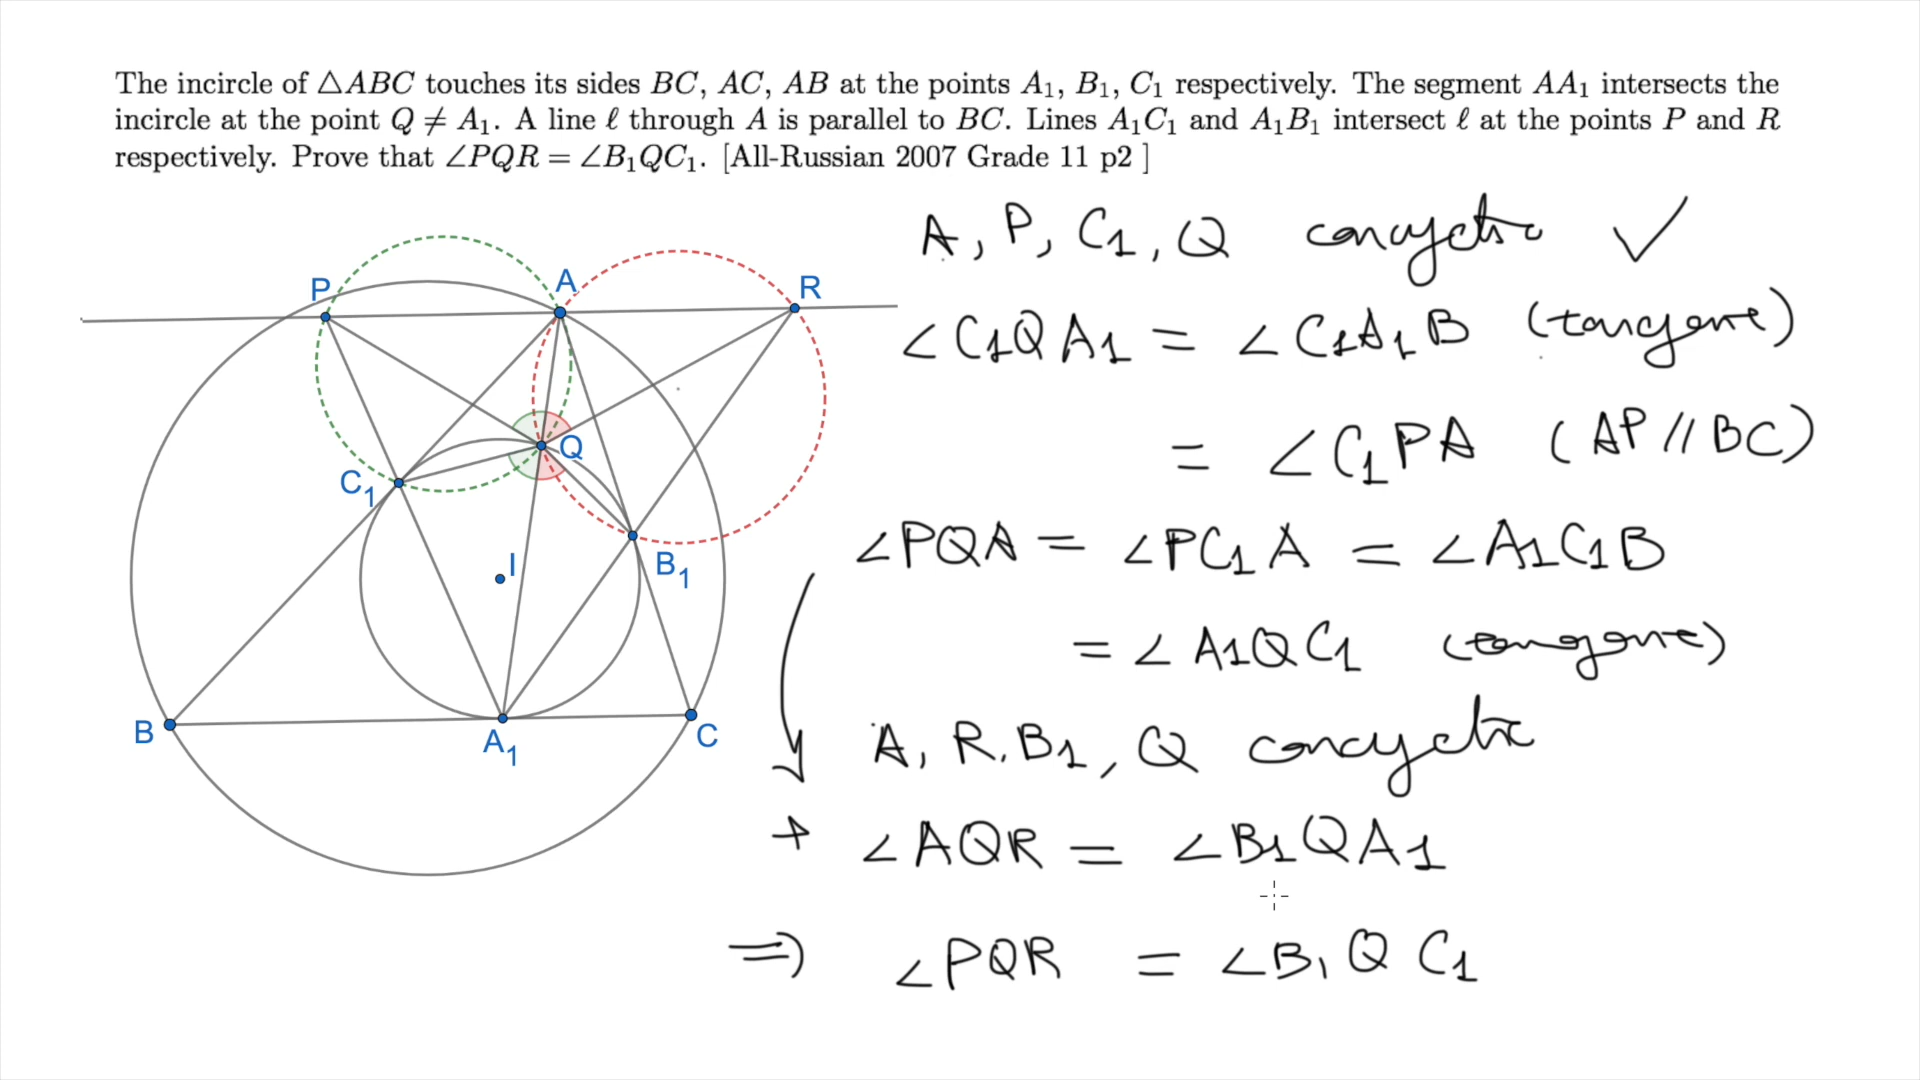 The incircle of △ABC touches its sides BC, AC, AB at the points A₁, B₁, C₁ respectively. The segment AA₁ intersects the
incircle at the point Q ≠ A₁. A line ℓ through A is parallel to BC. Lines A₁C₁ and A₁B₁ intersect ℓ at the points P and R
respectively. Prove that ∠PQR = ∠B₁QC₁. [All-Russian 2007 Grade 11 p2 ]
A, P, C₁, Q concyclic ✓
∠C₁QA₁ = ∠C₁A₁B (tangent)
= ∠C₁PA (AP // BC)
∠PQA = ∠PC₁A = ∠A₁C₁B
= ∠A₁QC₁ (tangent)
A, R, B₁, Q concyclic
+ ∠AQR = ∠B₁QA₁
⇒ ∠PQR = ∠B₁QC₁
P
A
R
Q
C₁
I
B₁
B
A₁
C